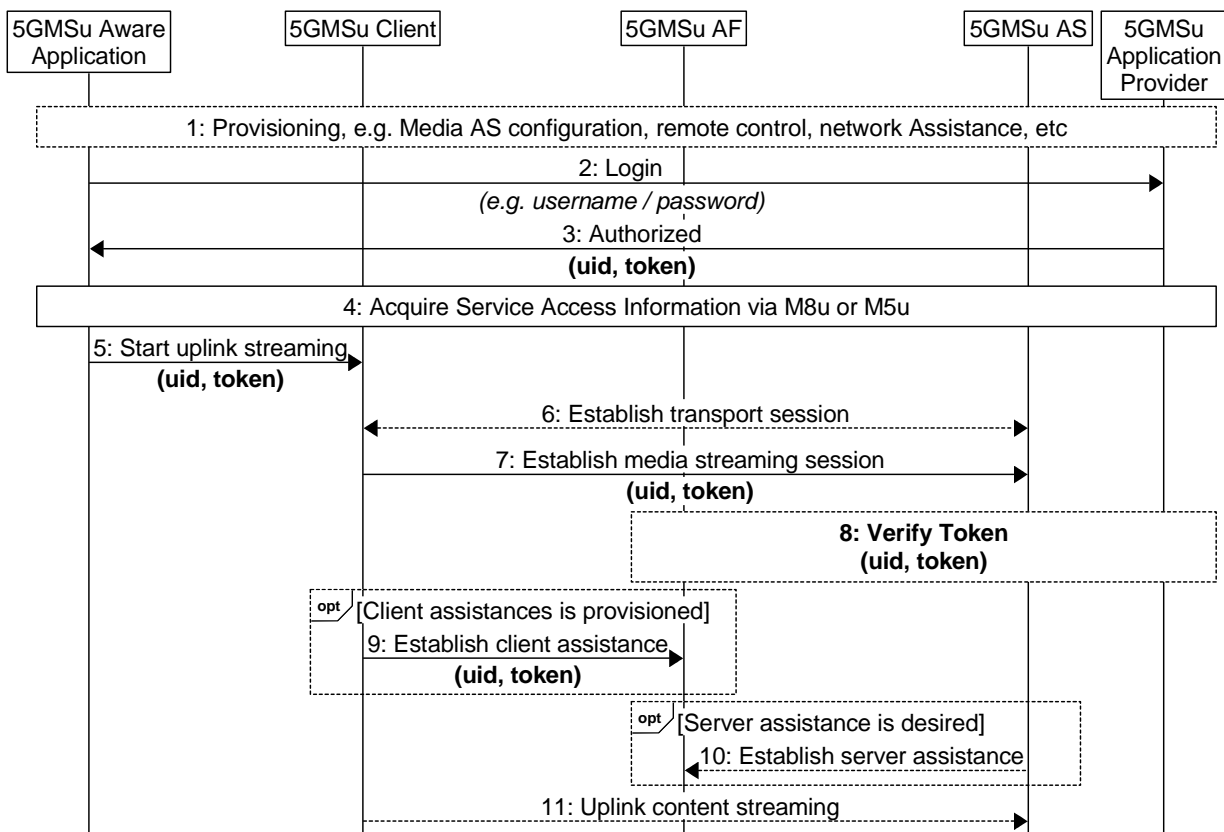 5GMSu Aware
Application
5GMSu Client
5GMSu AF
5GMSu AS
5GMSu
Application
Provider
1: Provisioning, e.g. Media AS configuration, remote control, network Assistance, etc
2: Login
(e.g. username / password)
3: Authorized
(uid, token)
4: Acquire Service Access Information via M8u or M5u
5: Start uplink streaming
(uid, token)
6: Establish transport session
7: Establish media streaming session
(uid, token)
8: Verify Token
(uid, token)
opt [Client assistances is provisioned]
9: Establish client assistance
(uid, token)
opt [Server assistance is desired]
10: Establish server assistance
11: Uplink content streaming